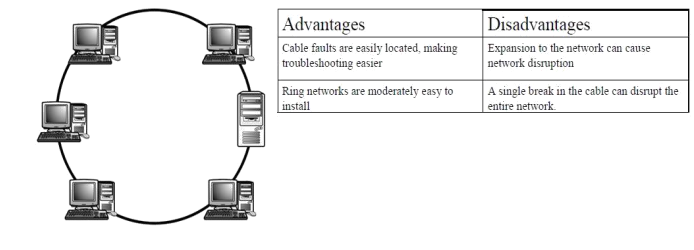 Advantages
Disadvantages
Cable faults are easily located, making
troubleshooting easier
Expansion to the network can cause
network disruption
Ring networks are moderately easy to
install
A single break in the cable can disrupt the
entire network.